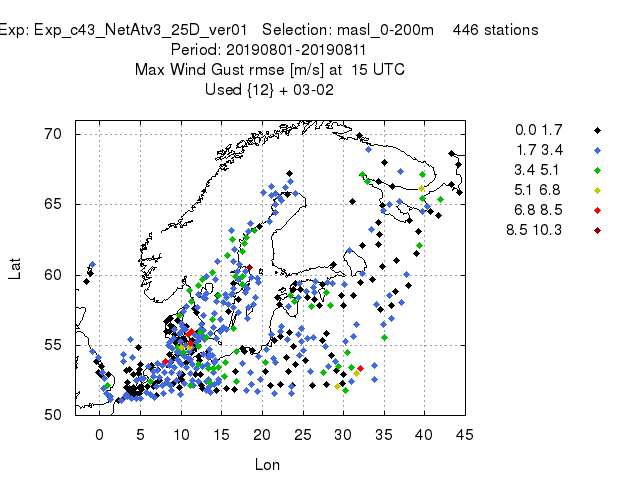 Exp: Exp_c43_NetAtv3_25D_ver01 Selection: masl_0-200m 446 stations
Period: 20190801-20190811
Max Wind Gust rmse [m/s] at 15 UTC
Used {12} + 03-02
0.0 1.7
1.7 3.4
3.4 5.1
5.1 6.8
6.8 8.5
8.5 10.3
70
65
60
55
50
Lat
0 5 10 15 20 25 30 35 40 45
Lon